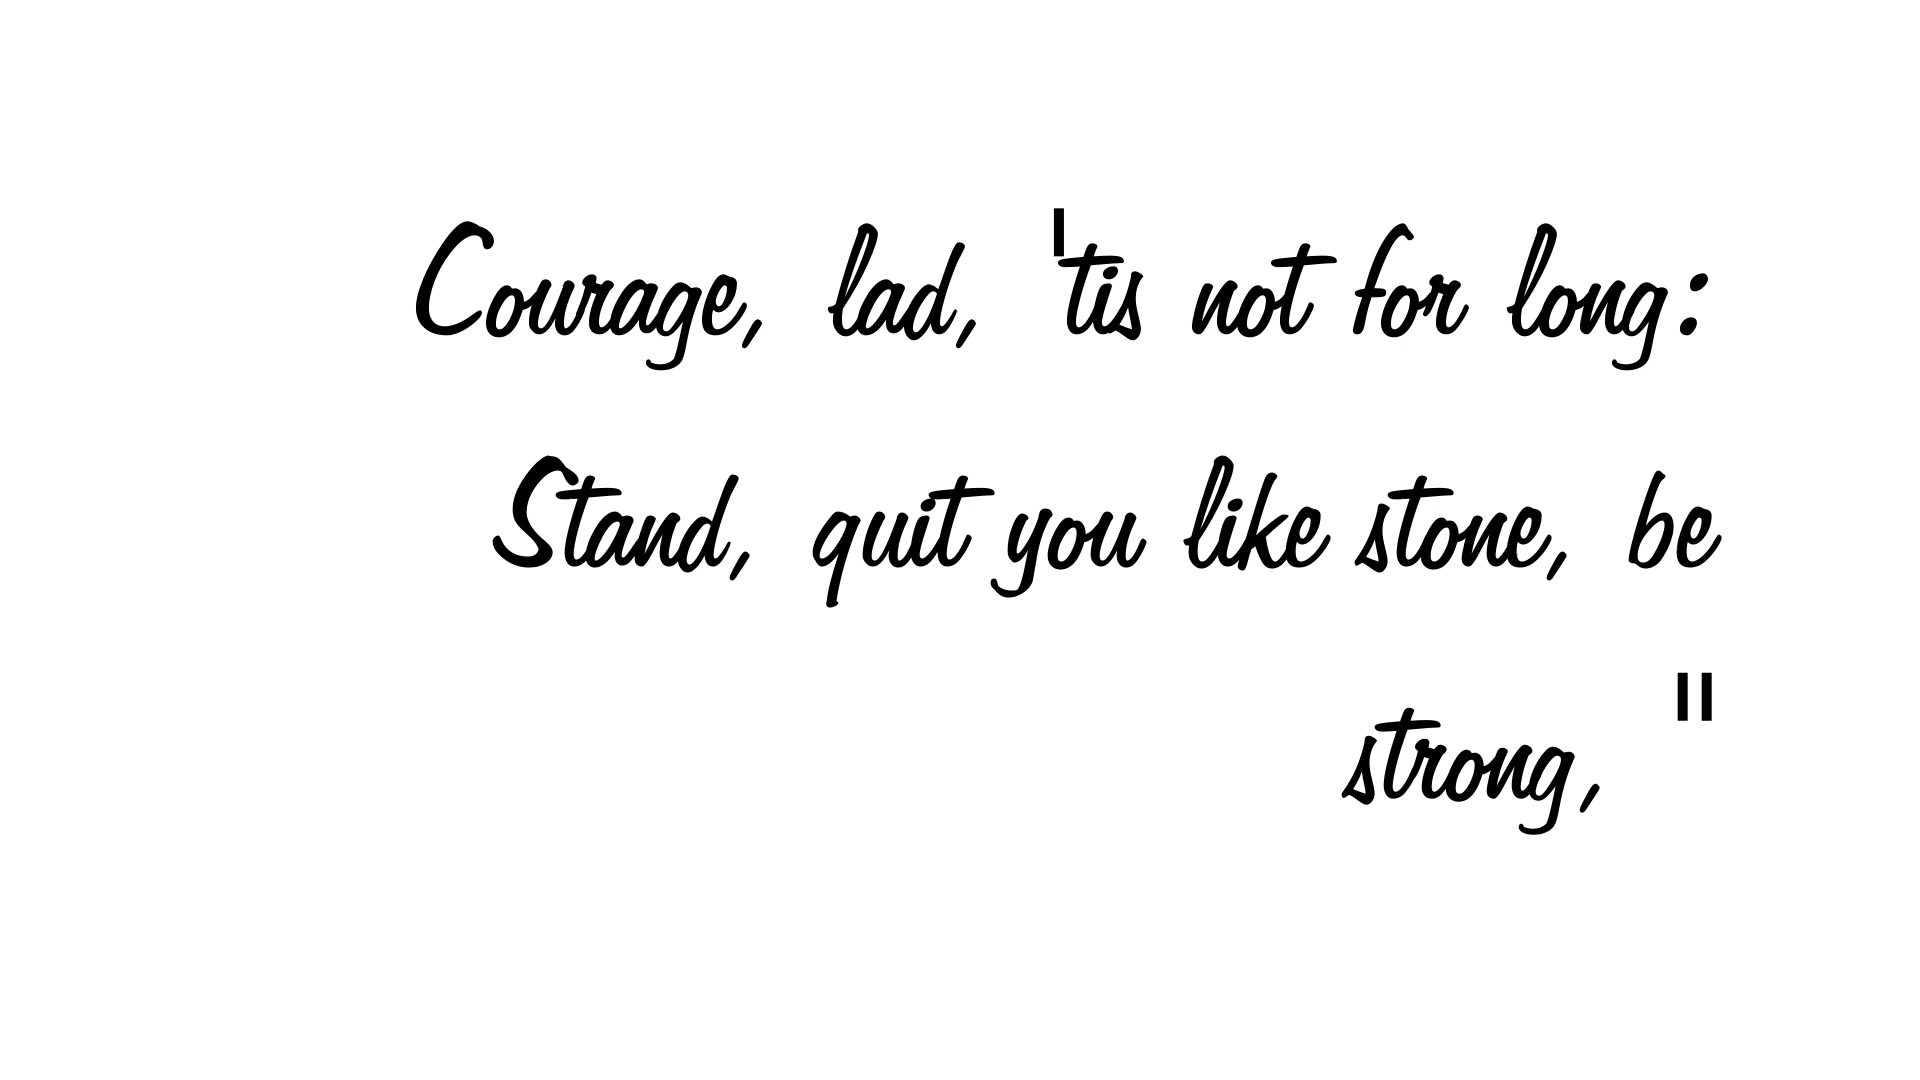 Courage, lad, 'tis not for long:
Stand, quit you like stone, be
strong, "